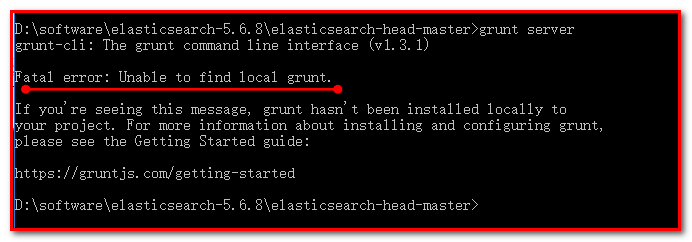 D:\software\elasticsearch-5.6.8\elasticsearch-head-master>grunt server
grunt-cli: The grunt command line interface (v1.3.1)
Fatal error: Unable to find local grunt.
If you're seeing this message, grunt hasn't been installed locally to
your project. For more information about installing and configuring grunt,
please see the Getting Started guide:
https://gruntjs.com/getting-started
D:\software\elasticsearch-5.6.8\elasticsearch-head-master>